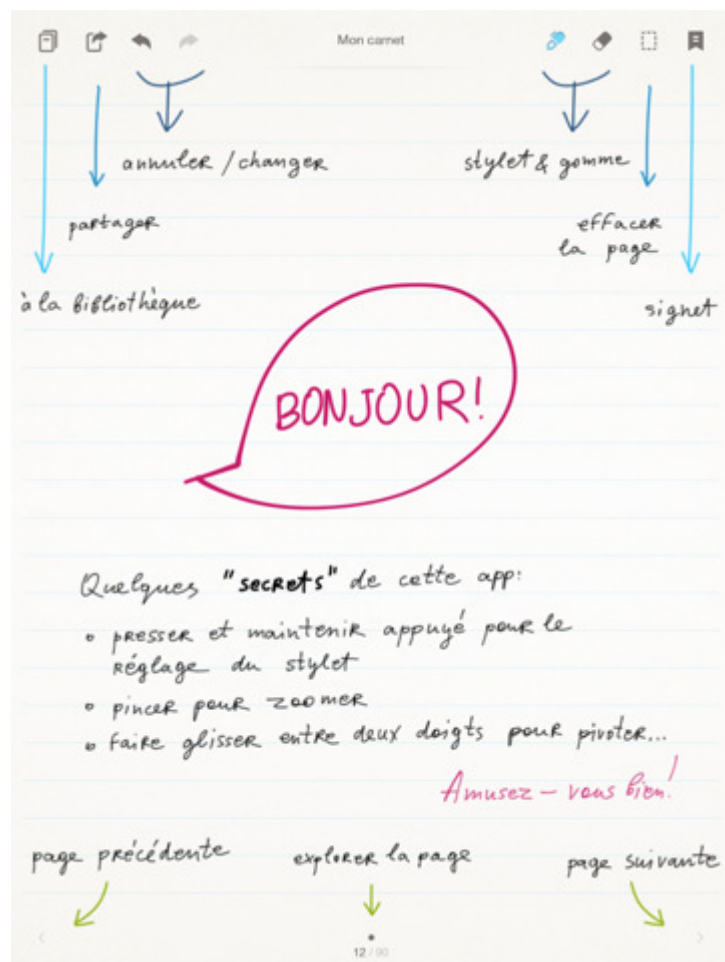 Mon carnet
annuler / changer
stylet & gomme
partager
effacer
la page
à la bibliothèque
signet
BONJOUR!
Quelques "secrets" de cette app:
• presser et maintenir appuyé pour le
réglage du stylet
• pincer pour zoomer
• faire glisser entre deux doigts pour pivoter...
Amusez-vous bien!
page précédente
explorer la page
page suivante
12 / 90